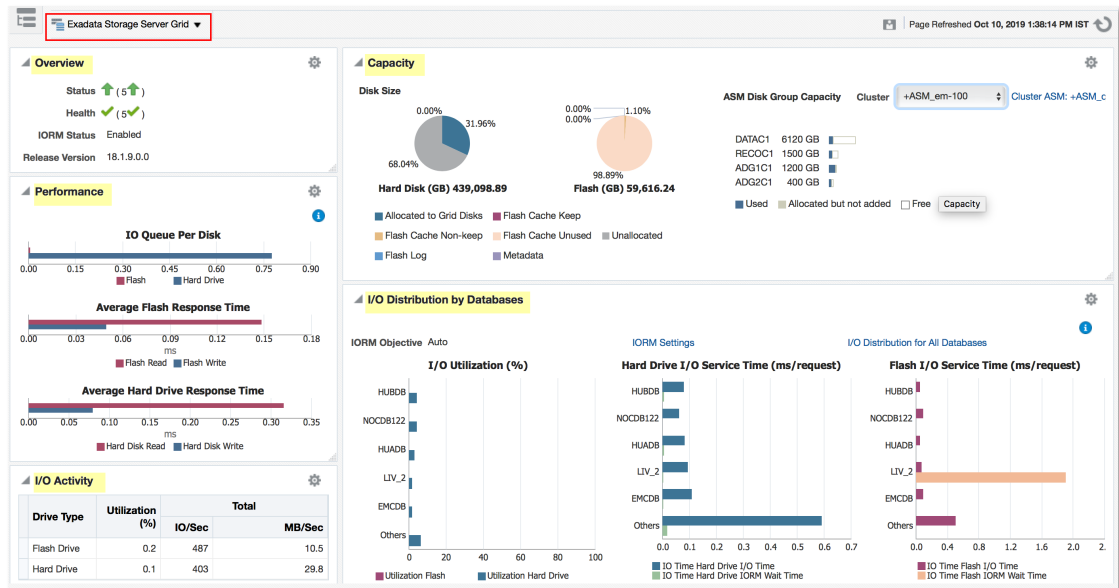 Exadata Storage Server Grid
Page Refreshed Oct 10, 2019 1:38:14 PM IST
Overview
Status (5)
Health (5)
IORM Status Enabled
Release Version 18.1.9.0.0
Performance
IO Queue Per Disk
0.00 0.15 0.30 0.45 0.60 0.75 0.90
Flash Hard Drive
Average Flash Response Time
0.00 0.03 0.06 0.09 0.12 0.15 0.18
ms
Flash Read Flash Write
Average Hard Drive Response Time
0.00 0.05 0.10 0.15 0.20 0.25 0.30 0.35
ms
Hard Disk Read Hard Disk Write
I/O Activity
Drive Type Utilization (%) Total
IO/Sec MB/Sec
Flash Drive 0.2 487 10.5
Hard Drive 0.1 403 29.8
Capacity
Disk Size
0.00% 31.96%
68.04%
Hard Disk (GB) 439,098.89
0.00% 1.10%
0.00%
98.89%
Flash (GB) 59,616.24
Allocated to Grid Disks Flash Cache Keep
Flash Cache Non-keep Flash Cache Unused Unallocated
Flash Log Metadata
ASM Disk Group Capacity Cluster +ASM_em-100 Cluster ASM: +ASM_c
DATAC1 6120 GB
RECOC1 1500 GB
ADG1C1 1200 GB
ADG2C1 400 GB
Used Allocated but not added Free Capacity
I/O Distribution by Databases
IORM Objective Auto IORM Settings I/O Distribution for All Databases
I/O Utilization (%)
HUBDB
NOCDB122
HUADB
LIV_2
EMCDB
Others
0 20 40 60 80 100
Utilization Flash Utilization Hard Drive
Hard Drive I/O Service Time (ms/request)
HUBDB
NOCDB122
HUADB
LIV_2
EMCDB
Others
0.0 0.1 0.2 0.3 0.4 0.5 0.6 0.7
IO Time Hard Drive I/O Time
IO Time Hard Drive IORM Wait Time
Flash I/O Service Time (ms/request)
HUBDB
NOCDB122
HUADB
LIV_2
EMCDB
Others
0.0 0.4 0.8 1.2 1.6 2.0 2.
IO Time Flash I/O Time
IO Time Flash IORM Wait Time